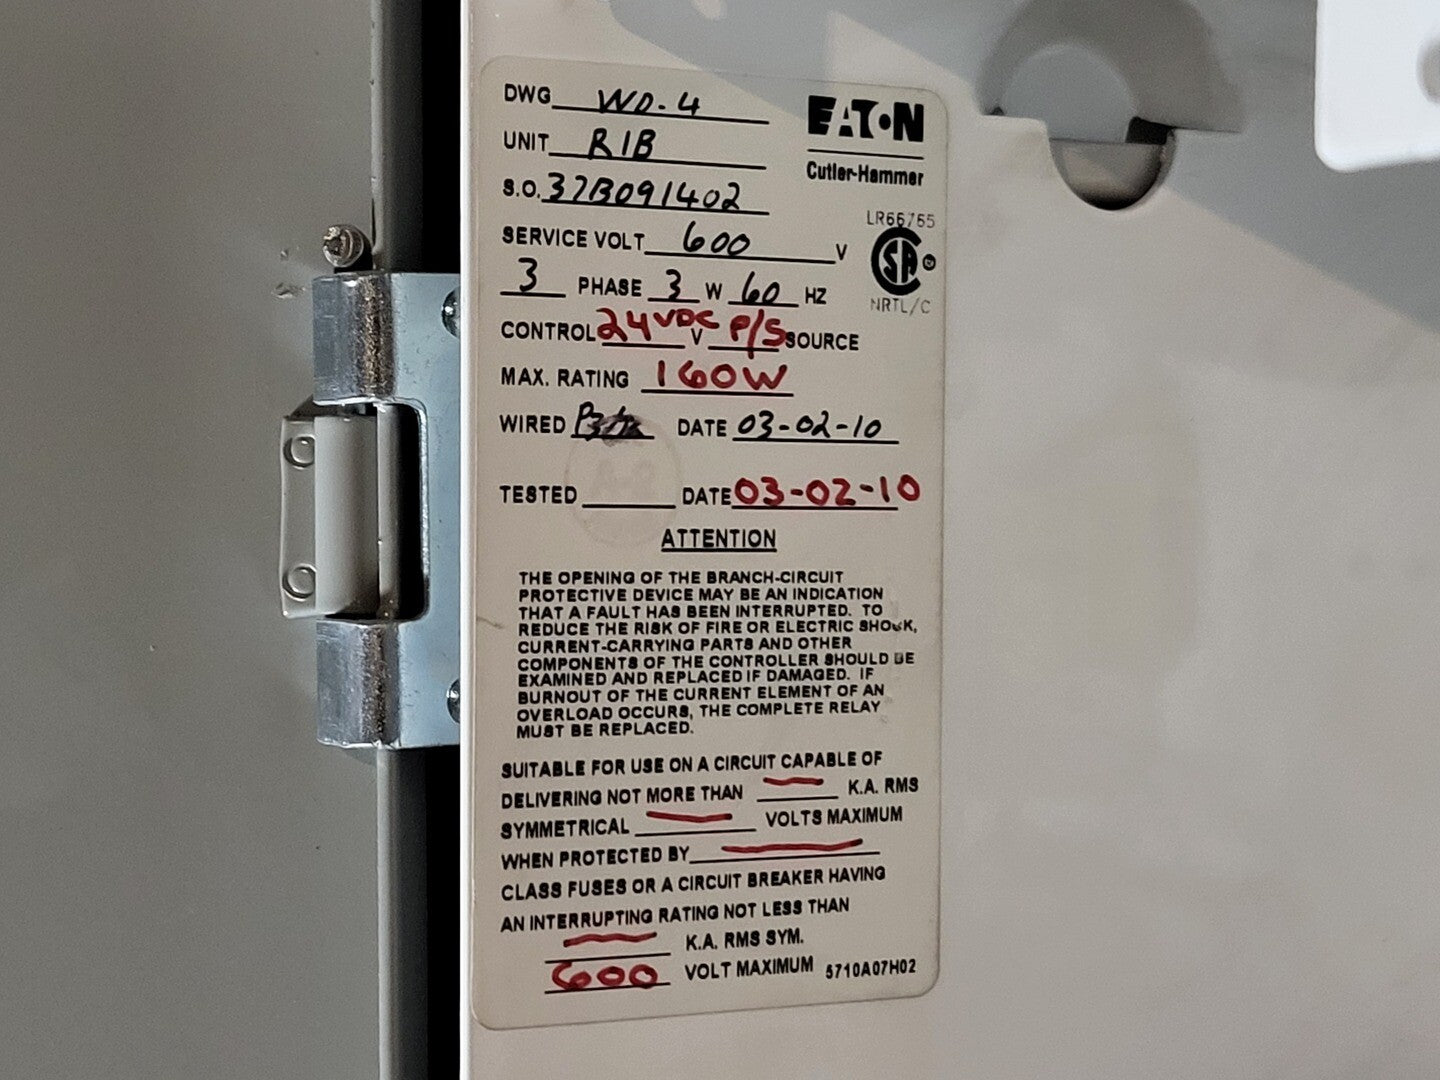 DWG WD-4
EATON
UNIT R1B
Cutler-Hammer
S.O. 37B091402
LR66765
SERVICE VOLT 600 V
SA
3 PHASE 3 W 60 HZ
NRTL/C
CONTROL 24VDC V P/S SOURCE
MAX. RATING 160W
WIRED DATE 03-02-10
TESTED DATE 03-02-10
ATTENTION
THE OPENING OF THE BRANCH-CIRCUIT
PROTECTIVE DEVICE MAY BE AN INDICATION
THAT A FAULT HAS BEEN INTERRUPTED. TO
REDUCE THE RISK OF FIRE OR ELECTRIC SHOCK,
CURRENT-CARRYING PARTS AND OTHER
COMPONENTS OF THE CONTROLLER SHOULD BE
EXAMINED AND REPLACED IF DAMAGED. IF
BURNOUT OF THE CURRENT ELEMENT OF AN
OVERLOAD OCCURS, THE COMPLETE RELAY
MUST BE REPLACED.
SUITABLE FOR USE ON A CIRCUIT CAPABLE OF
DELIVERING NOT MORE THAN K.A. RMS
SYMMETRICAL VOLTS MAXIMUM
WHEN PROTECTED BY
CLASS FUSES OR A CIRCUIT BREAKER HAVING
AN INTERRUPTING RATING NOT LESS THAN
K.A. RMS SYM.
600 VOLT MAXIMUM 5710A07H02